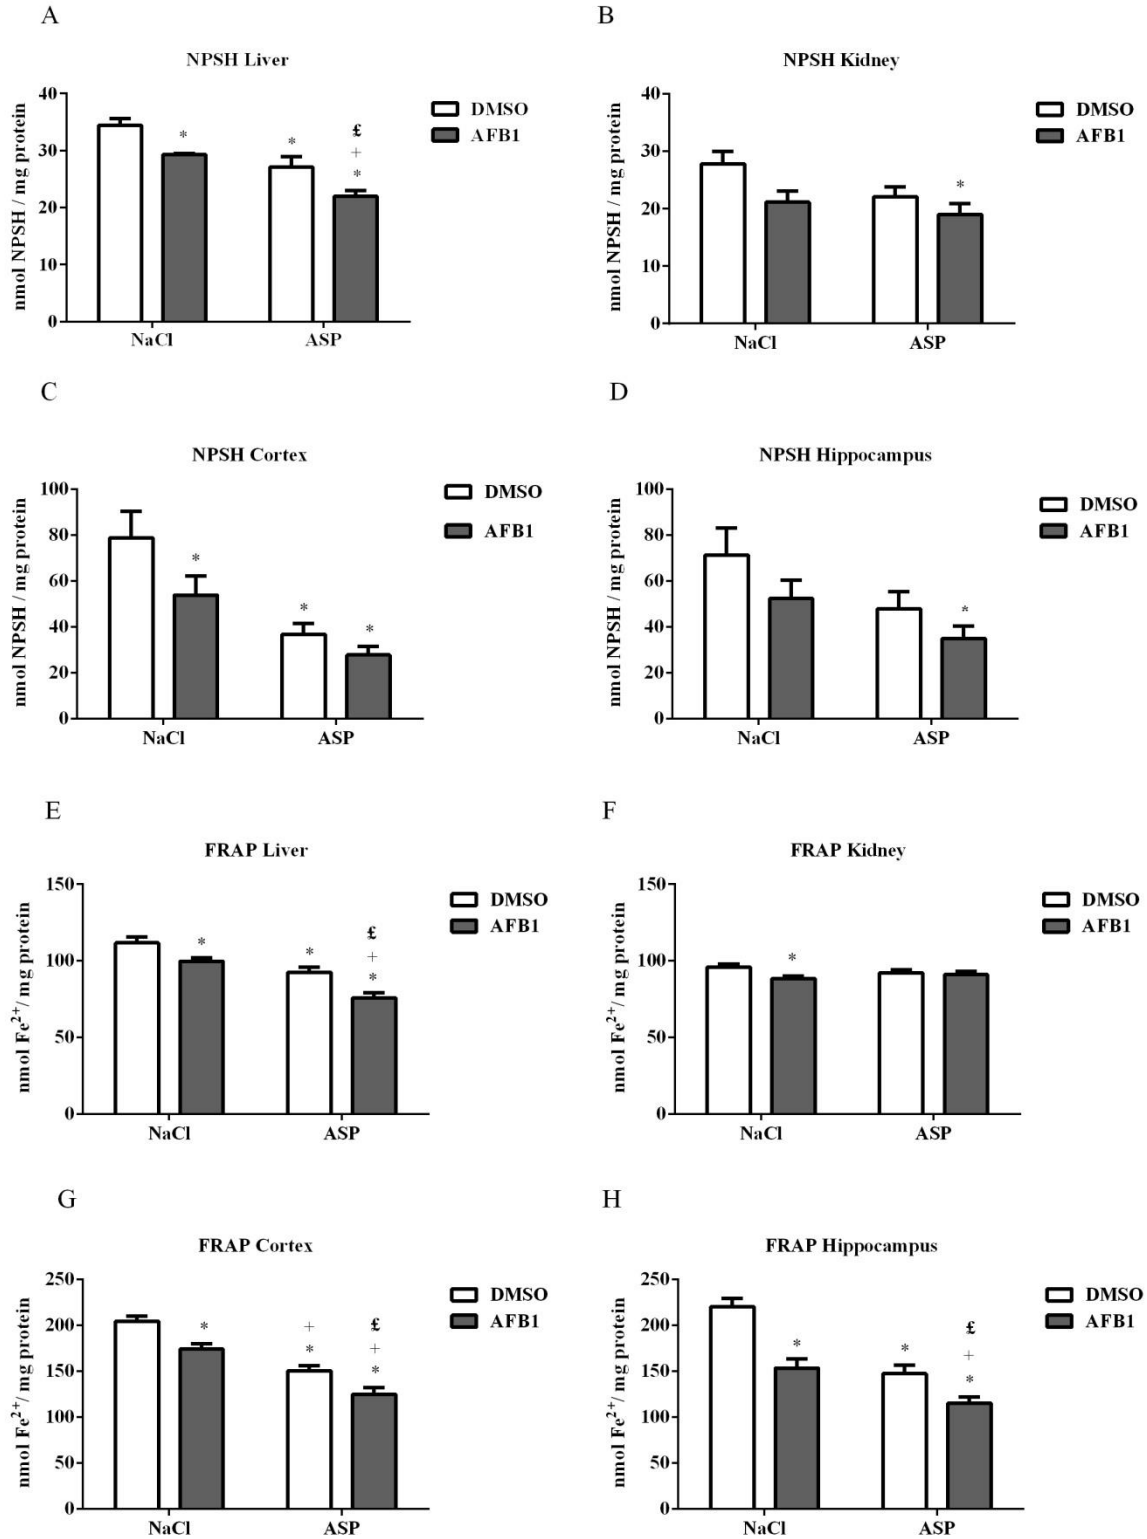 A
NPSH Liver
nmol NPSH / mg protein
40
30
20
10
0
* * £ + *
NaCl ASP
DMSO
AFB1
B
NPSH Kidney
nmol NPSH / mg protein
40
30
20
10
0
*
NaCl ASP
DMSO
AFB1
C
NPSH Cortex
nmol NPSH / mg protein
100
80
60
40
20
0
* * *
NaCl ASP
DMSO
AFB1
D
NPSH Hippocampus
nmol NPSH / mg protein
100
80
60
40
20
0
*
NaCl ASP
DMSO
AFB1
E
FRAP Liver
nmol Fe²⁺/ mg protein
150
100
50
0
* * £ + *
NaCl ASP
DMSO
AFB1
F
FRAP Kidney
nmol Fe²⁺/ mg protein
150
100
50
0
*
NaCl ASP
DMSO
AFB1
G
FRAP Cortex
nmol Fe²⁺/ mg protein
250
200
150
100
50
0
* + * £ + *
NaCl ASP
DMSO
AFB1
H
FRAP Hippocampus
nmol Fe²⁺/ mg protein
250
200
150
100
50
0
* * £ + *
NaCl ASP
DMSO
AFB1